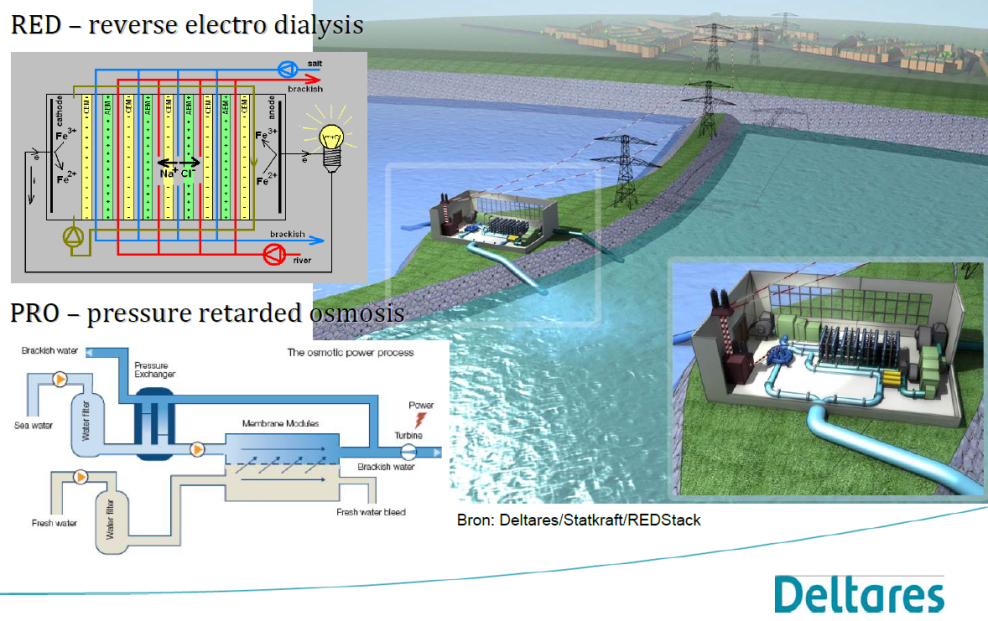 RED – reverse electro dialysis
salt
brackish
cathode
CEM
AEM
CEM
AEM
CEM
AEM
CEM
AEM
CEM
anode
Fe3+
Fe2+
Na+ Cl-
Fe3+
Fe2+
e
e
brackish
river
PRO – pressure retarded osmosis
Brackish water
The osmotic power process
Pressure
Exchanger
Sea water
Water filter
Membrane Modules
Power
Turbine
Brackish water
Fresh water
Water filter
Fresh water bleed
Bron: Deltares/Statkraft/REDStack
Deltares